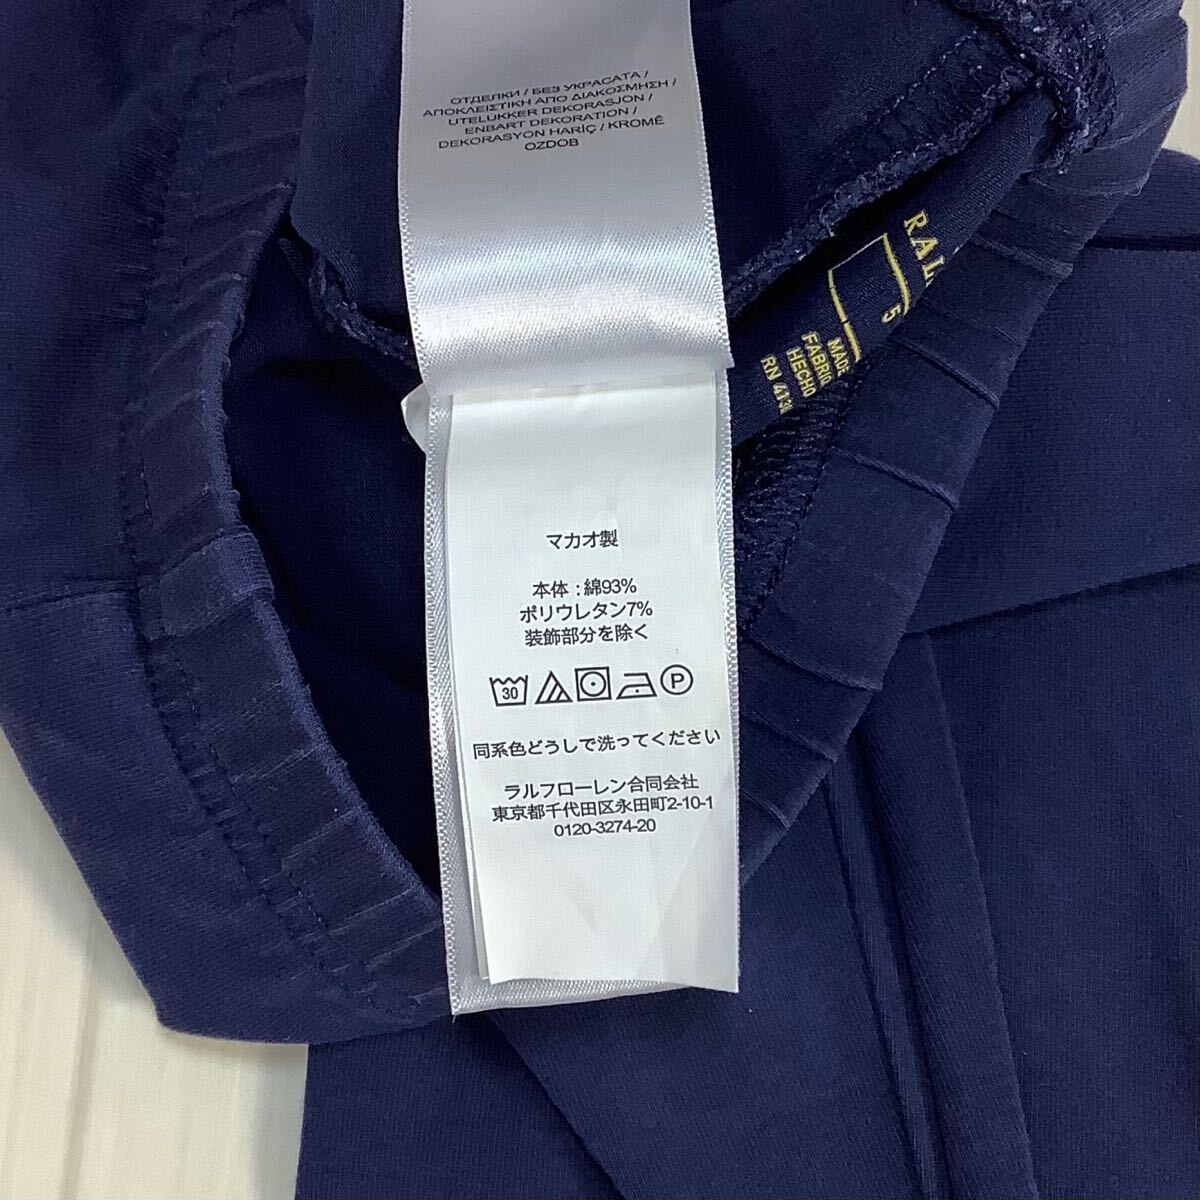 ОТДЕЛКИ / БЕЗ УКРАСАТА /
ΑΠΟΚΛΕΙΣΤΙΚΗ ΑΠΟ ΔΙΑΚΟΣΜΗΣΗ /
UTELUKKER DEKORASJON /
ENBART DEKORATION /
DEKORASYON HARİÇ / KROMĚ
OZDOB
RAL
5
MADE
FABRIC
HECHO
RN 4138
マカオ製
本体 : 綿93%
ポリウレタン7%
装飾部分を除く
30
P
同系色どうしで洗ってください
ラルフローレン合同会社
東京都千代田区永田町2-10-1
0120-3274-20